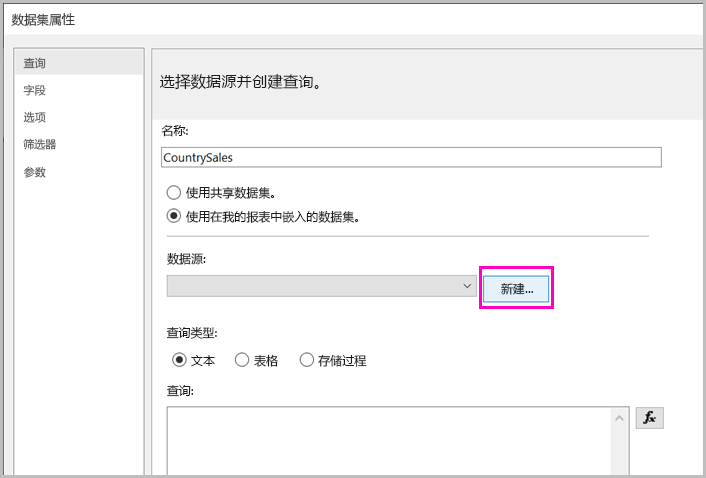 数据集属性
查询
字段
选项
筛选器
参数
选择数据源并创建查询。
名称:
CountrySales
使用共享数据集。
使用在我的报表中嵌入的数据集。
数据源:
新建...
查询类型:
文本 表格 存储过程
查询:
fx